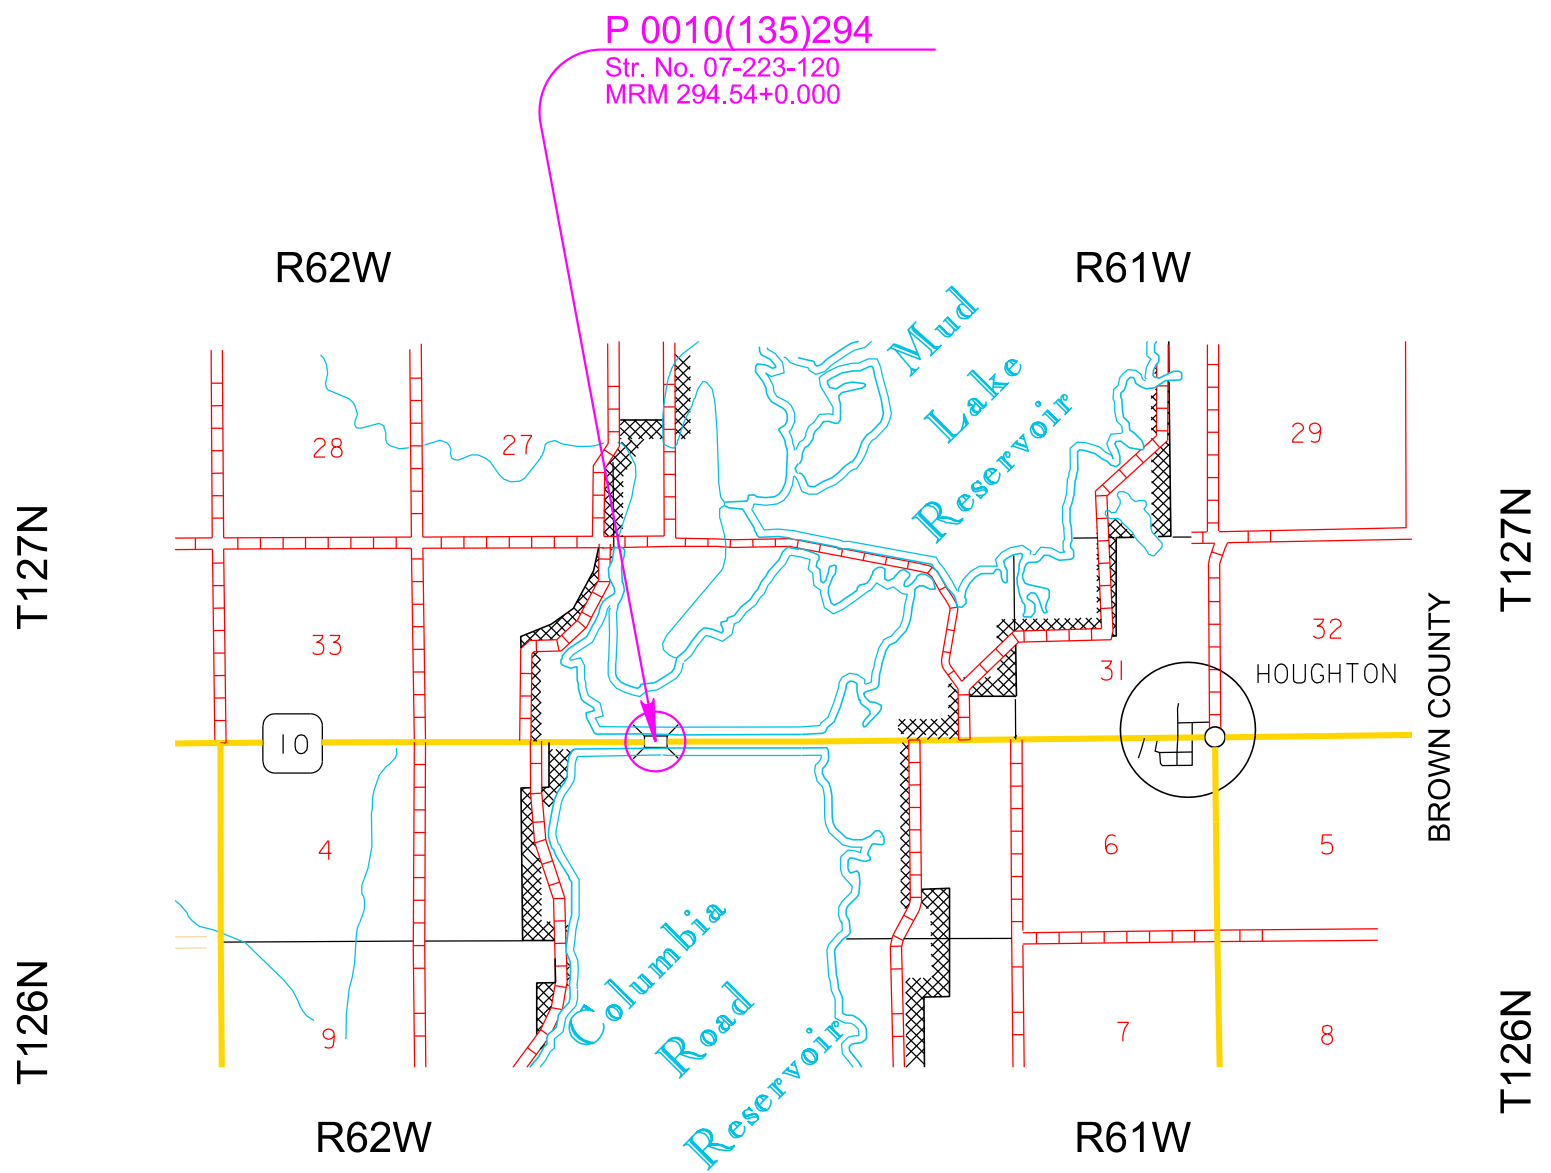 P 0010(135)294
Str. No. 07-223-120
MRM 294.54+0.000
R62W
R61W
Mud
Lake
Reservoir
28
27
29
T127N
T127N
33
31
32
HOUGHTON
BROWN COUNTY
10
4
6
5
Columbia
Road
Reservoir
T126N
T126N
9
7
8
R62W
R61W